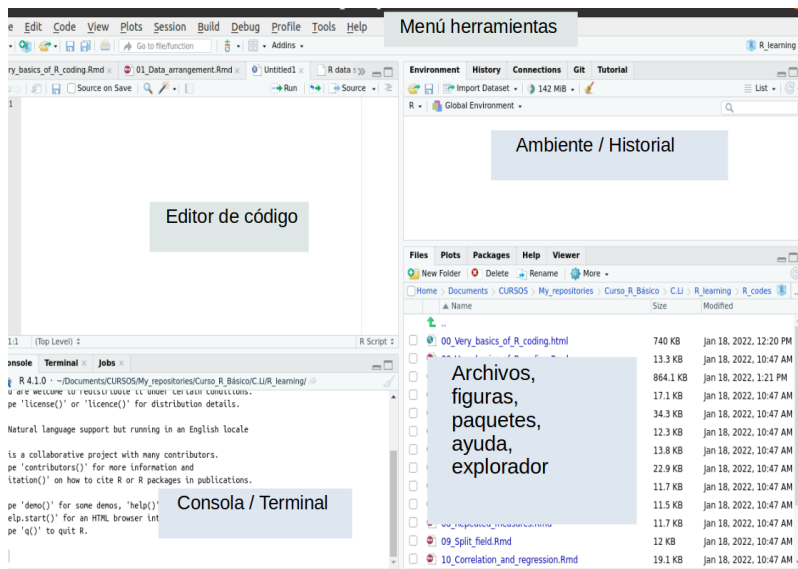 Edit Code View Plots Session Build Debug Profile Tools Help
Menú herramientas
Go to file/function
Addins
R_learning
ry_basics_of_R_coding.Rmd
01_Data_arrangement.Rmd
Untitled1
R data s
Source on Save
Run
Source
1
Editor de código
1:1 (Top Level) R Script
Environment History Connections Git Tutorial
Import Dataset 142 MiB List
R Global Environment
Ambiente / Historial
onsole Terminal Jobs
R 4.1.0 · ~/Documents/CURSOS/My_repositories/Curso_R_Básico/C.Li/R_learning/
u are welcome to redistribute it under certain conditions.
pe 'license()' or 'licence()' for distribution details.
Natural language support but running in an English locale
is a collaborative project with many contributors.
pe 'contributors()' for more information and
itation()' on how to cite R or R packages in publications.
pe 'demo()' for some demos, 'help()'
elp.start()' for an HTML browser int
pe 'q()' to quit R.
Consola / Terminal
Files Plots Packages Help Viewer
New Folder Delete Rename More
Home Documents CURSOS My_repositories Curso_R_Básico C.Li R_learning R_codes
Name Size Modified
..
00_Very_basics_of_R_coding.html 740 KB Jan 18, 2022, 12:20 PM
13.3 KB Jan 18, 2022, 10:47 AM
864.1 KB Jan 18, 2022, 1:21 PM
17.1 KB Jan 18, 2022, 10:47 AM
34.3 KB Jan 18, 2022, 10:47 AM
12.3 KB Jan 18, 2022, 10:47 AM
13.8 KB Jan 18, 2022, 10:47 AM
22.9 KB Jan 18, 2022, 10:47 AM
11.7 KB Jan 18, 2022, 10:47 AM
11.5 KB Jan 18, 2022, 10:47 AM
11.7 KB Jan 18, 2022, 10:47 AM
09_Split_field.Rmd 12 KB Jan 18, 2022, 10:47 AM
10_Correlation_and_regression.Rmd 19.1 KB Jan 18, 2022, 10:47 AM
Archivos,
figuras,
paquetes,
ayuda,
explorador